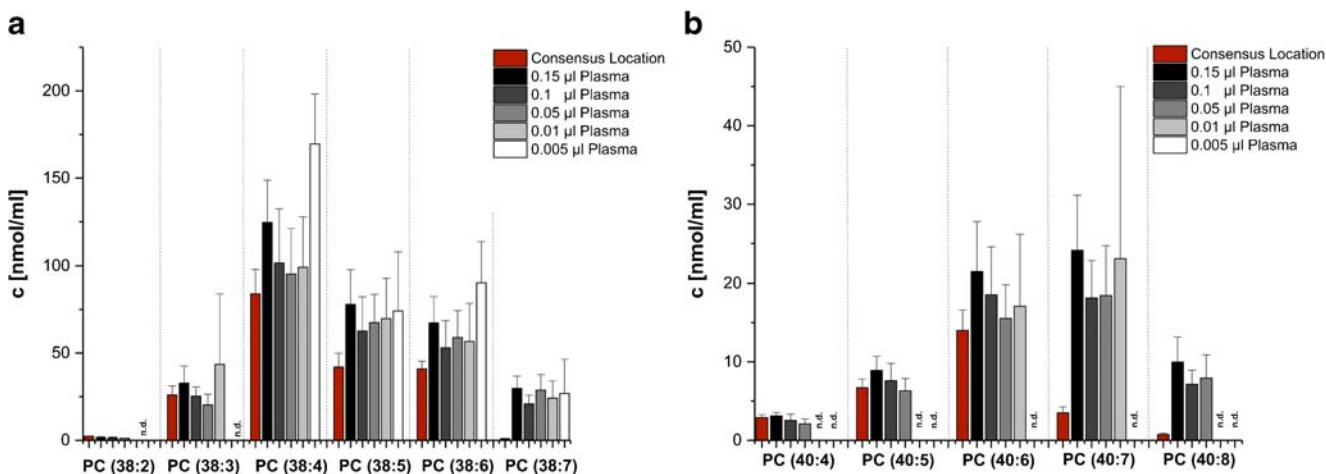 a
c [nmol/ml]
200
150
100
50
0
Consensus Location
0.15 µl Plasma
0.1 µl Plasma
0.05 µl Plasma
0.01 µl Plasma
0.005 µl Plasma
n.d.
n.d.
PC (38:2) PC (38:3) PC (38:4) PC (38:5) PC (38:6) PC (38:7)
b
c [nmol/ml]
50
40
30
20
10
0
Consensus Location
0.15 µl Plasma
0.1 µl Plasma
0.05 µl Plasma
0.01 µl Plasma
0.005 µl Plasma
n.d. n.d.
n.d. n.d.
n.d.
n.d.
n.d. n.d.
PC (40:4) PC (40:5) PC (40:6) PC (40:7) PC (40:8)